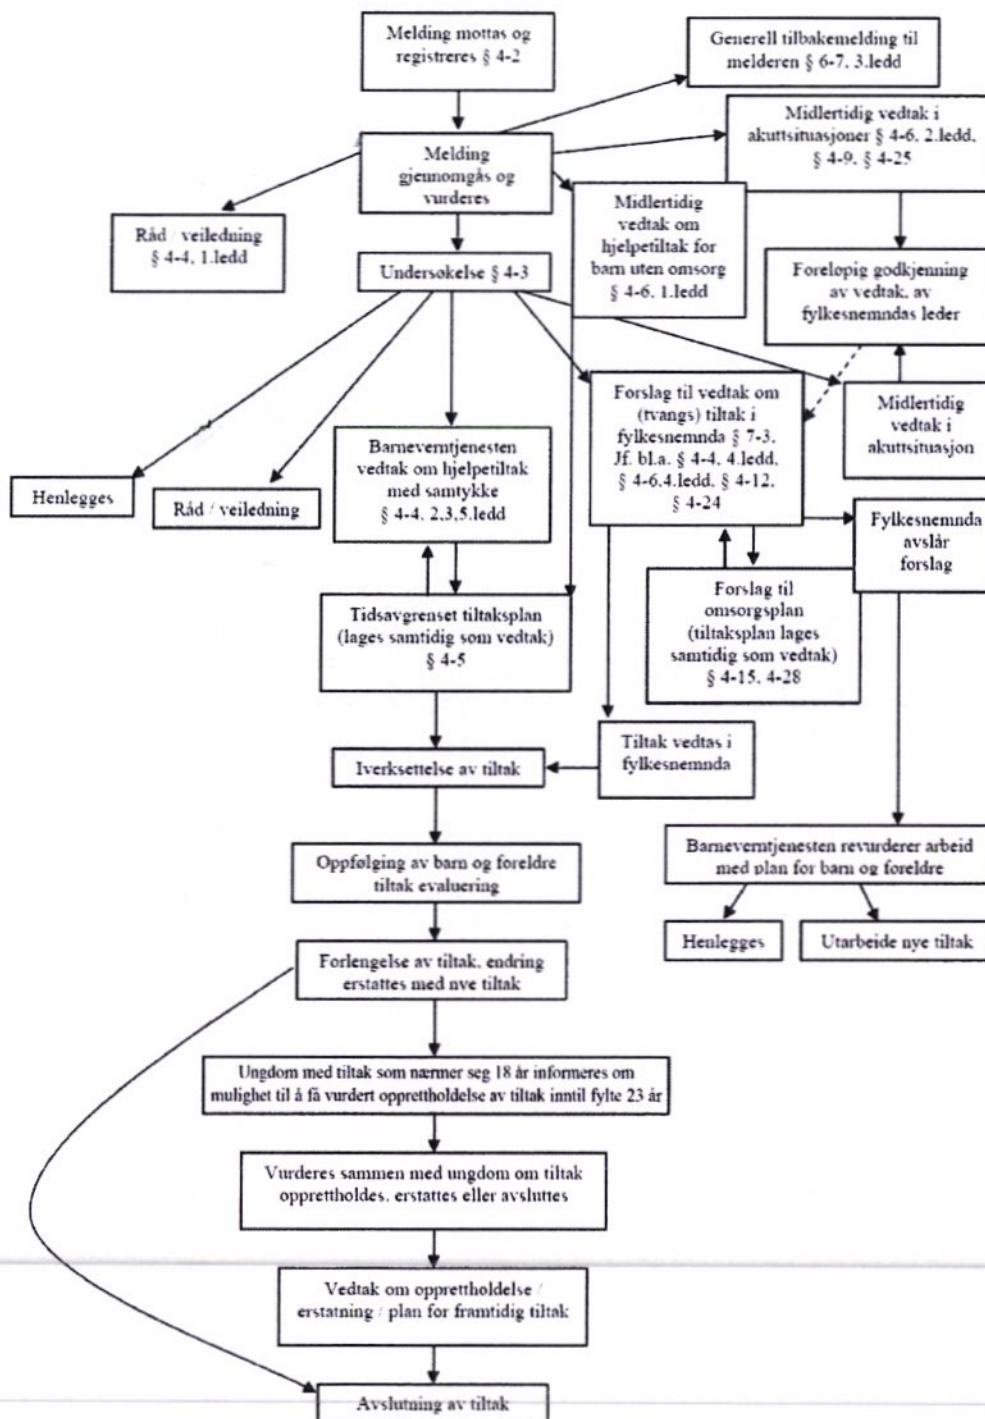 Melding mottas og
registreres § 4-2
Generell tilbakemelding til
melderen § 6-7. 3.ledd
Midlertidig vedtak i
akuttsituasjoner § 4-6. 2.ledd.
§ 4-9. § 4-25
Melding
gjennomgås og
vurderes
Midlertidig
vedtak om
hjelpetiltak for
barn uten omsorg
§ 4-6. 1.ledd
Råd / veiledning
§ 4-4. 1.ledd
Undersøkelse § 4-3
Foreløpig godkjenning
av vedtak. av
fylkesnemndas leder
Forslag til vedtak om
(tvangs) tiltak i
fylkesnemnda § 7-3.
Jf. bl.a. § 4-4. 4.ledd.
§ 4-6.4.ledd. § 4-12.
§ 4-24
Midlertidig
vedtak i
akuttsituasjon
Barneverntjenesten
vedtak om hjelpetiltak
med samtykke
§ 4-4. 2,3,5.ledd
Henlegges
Råd / veiledning
Fylkesnemnda
avslår
forslag
Tidsavgrenset tiltaksplan
(lages samtidig som vedtak)
§ 4-5
Forslag til
omsorgsplan
(tiltaksplan lages
samtidig som vedtak)
§ 4-15. 4-28
Tiltak vedtas i
fylkesnemnda
Iverksettelse av tiltak
Barneverntjenesten revurderer arbeid
med plan for barn og foreldre
Oppfølging av barn og foreldre
tiltak evaluering
Henlegges
Utarbeide nye tiltak
Forlengelse av tiltak. endring
erstattes med nye tiltak
Ungdom med tiltak som nærmer seg 18 år informeres om
mulighet til å få vurdert opprettholdelse av tiltak inntil fylte 23 år
Vurderes sammen med ungdom om tiltak
opprettholdes. erstattes eller avsluttes
Vedtak om opprettholdelse /
erstatning / plan for framtidig tiltak
Avslutning av tiltak